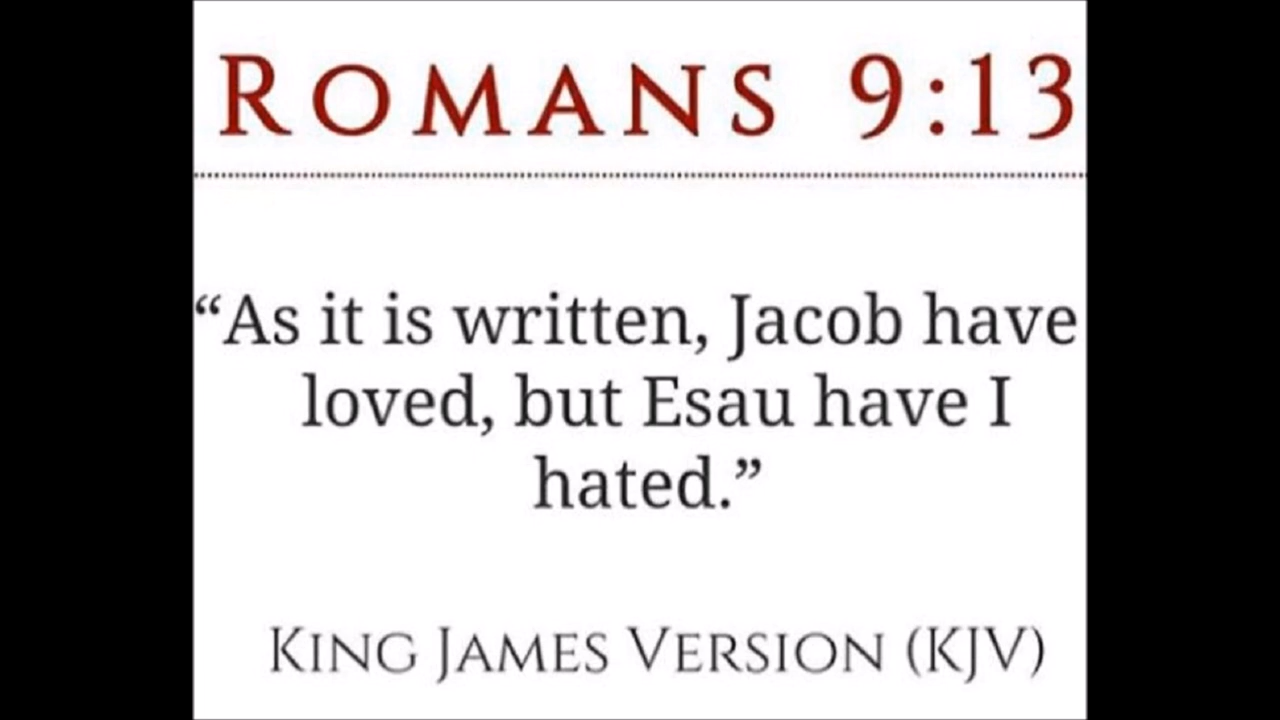 ROMANS 9:13
“As it is written, Jacob have
loved, but Esau have I
hated.”
KING JAMES VERSION (KJV)